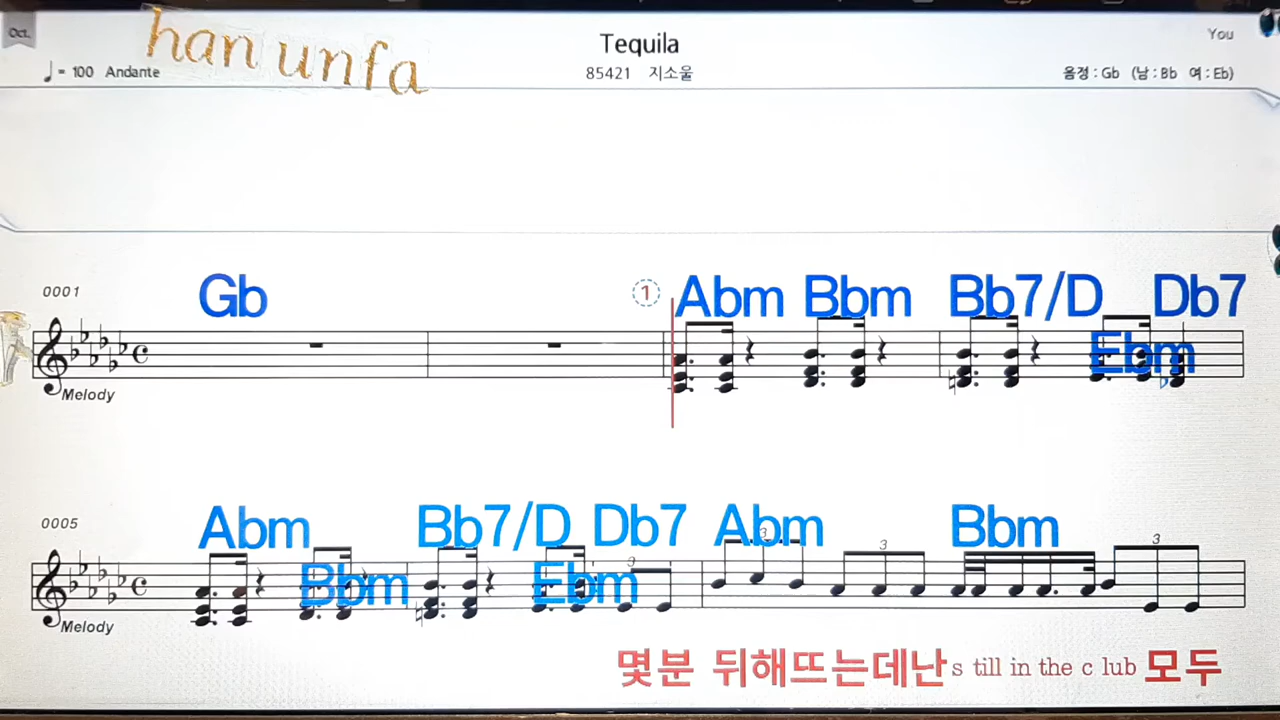 Oct.
han unfa
Tequila
You
♩= 100 Andante
85421 지소울
음정 : Gb (남 : Bb 여 : Eb)
0001
Gb
1
Abm Bbm Bb7/D Ebm Db7
Melody
0005
Abm Bbm Bb7/D Ebm Db7 Abm Bbm
3 3 3 3
Melody
몇분 뒤해뜨는데난s till in the c lub 모두